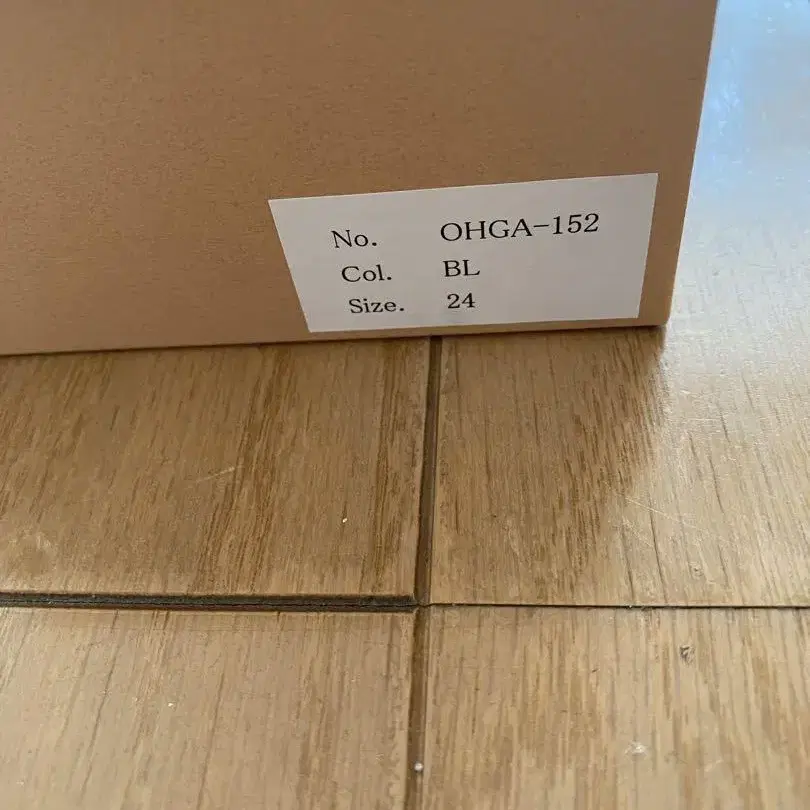 No. OHGA-152
Col. BL
Size. 24